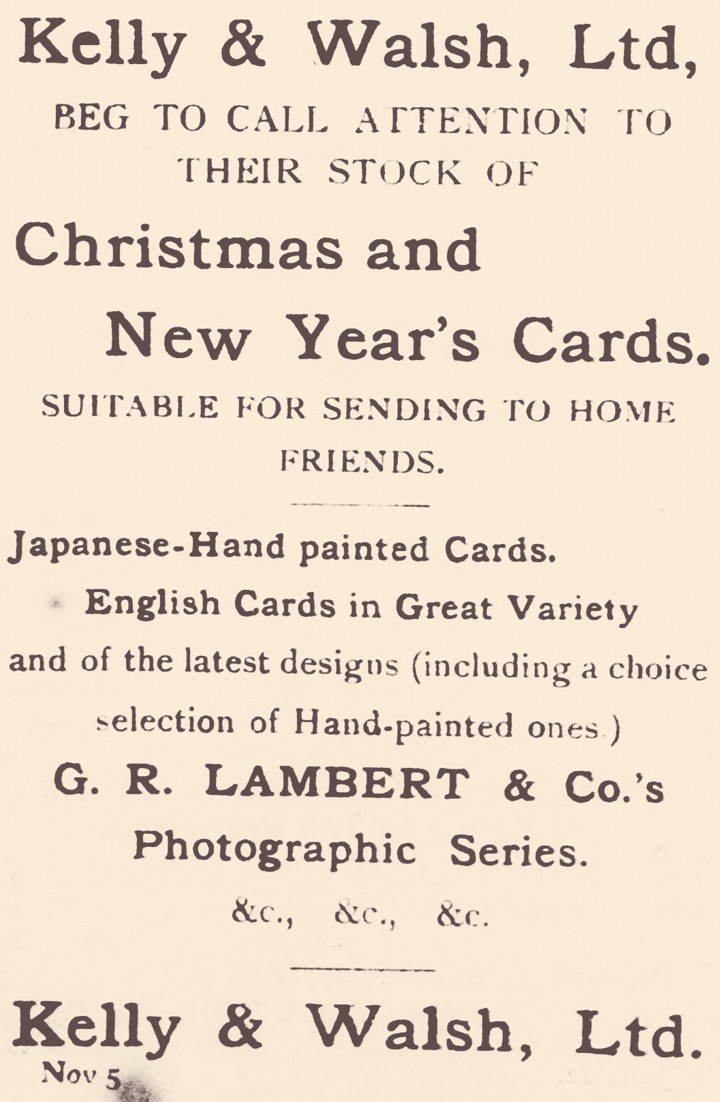 Kelly & Walsh, Ltd,
BEG TO CALL ATTENTION TO
THEIR STOCK OF
Christmas and
New Year's Cards.
SUITABLE FOR SENDING TO HOME
FRIENDS.
Japanese-Hand painted Cards.
English Cards in Great Variety
and of the latest designs (including a choice
selection of Hand-painted ones.)
G. R. LAMBERT & Co.'s
Photographic Series.
&c., &c., &c.
Kelly & Walsh, Ltd.
Nov 5